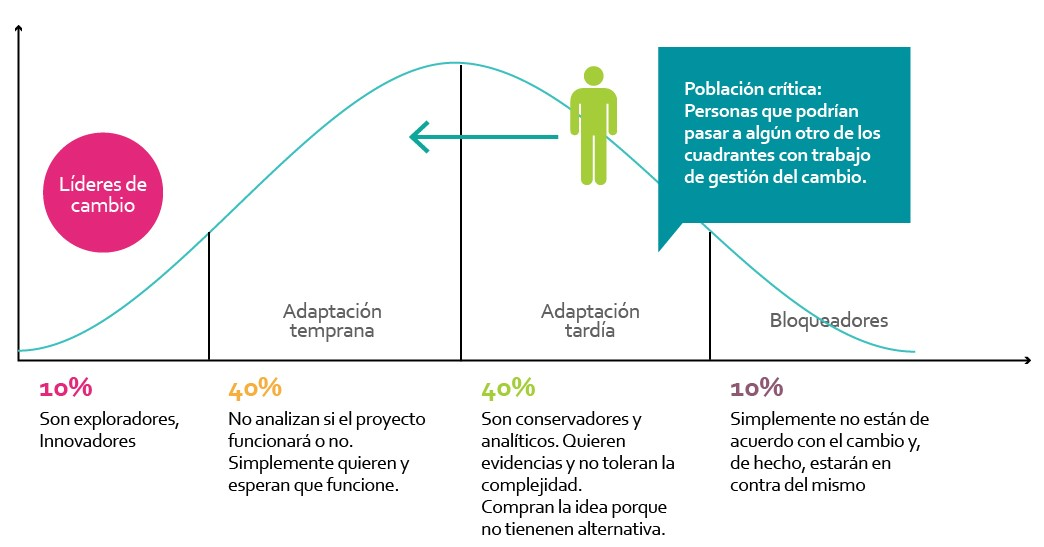 Líderes de
cambio
Población crítica:
Personas que podrían
pasar a algún otro de los
cuadrantes con trabajo
de gestión del cambio.
Adaptación
temprana
Adaptación
tardía
Bloqueadores
10%
Son exploradores,
Innovadores
40%
No analizan si el proyecto
funcionará o no.
Simplemente quieren y
esperan que funcione.
40%
Son conservadores y
analíticos. Quieren
evidencias y no toleran la
complejidad.
Compran la idea porque
no tienenen alternativa.
10%
Simplemente no están de
acuerdo con el cambio y,
de hecho, estarán en
contra del mismo